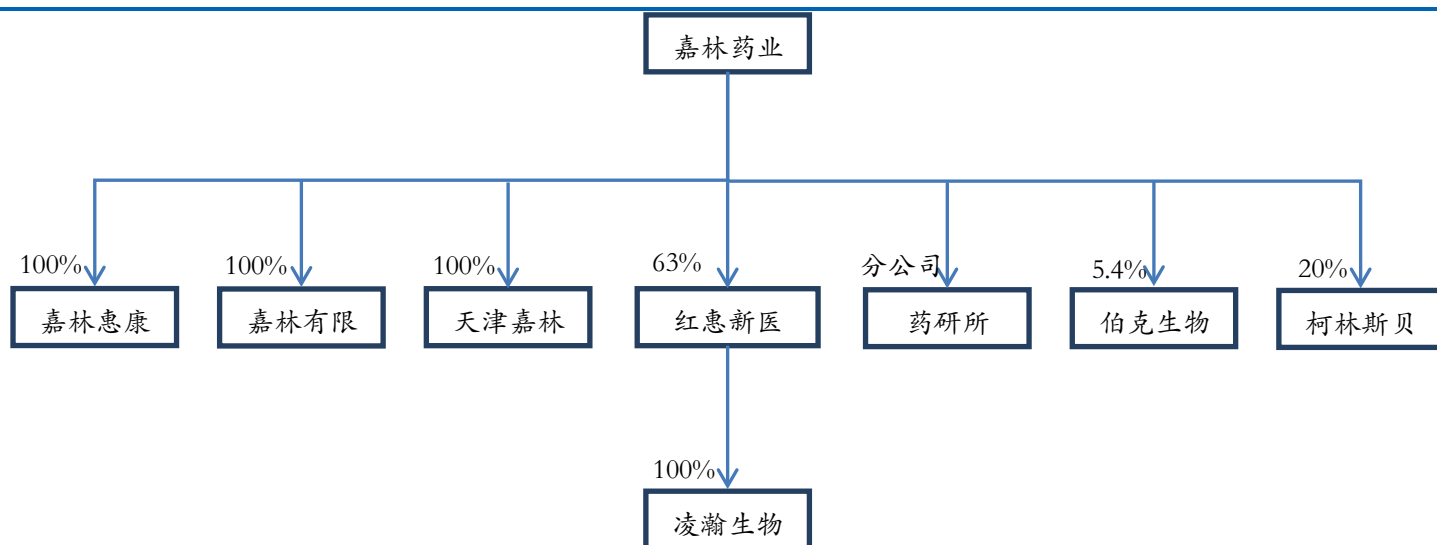 嘉林药业
100%
100%
100%
63%
分公司
5.4%
20%
嘉林惠康
嘉林有限
天津嘉林
红惠新医
药研所
伯克生物
柯林斯贝
100%
凌瀚生物